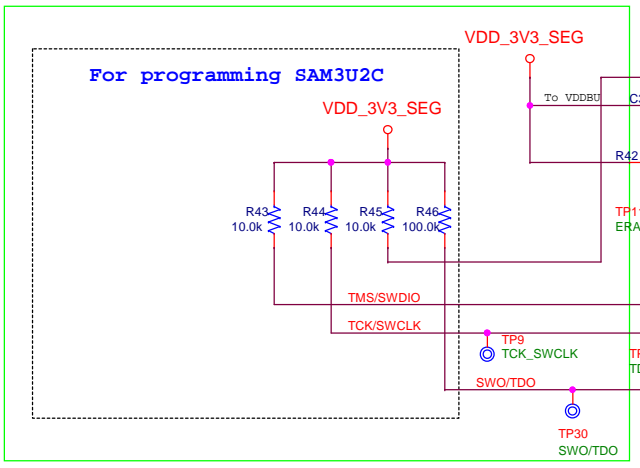 VDD_3V3_SEG
For programming SAM3U2C
To VDDBU
VDD_3V3_SEG
R42
R43
10.0k
R44
10.0k
R45
10.0k
R46
100.0k
ERA
TMS/SWDIO
TCK/SWCLK
TP9
TCK_SWCLK
SWO/TDO
TP30
SWO/TDO